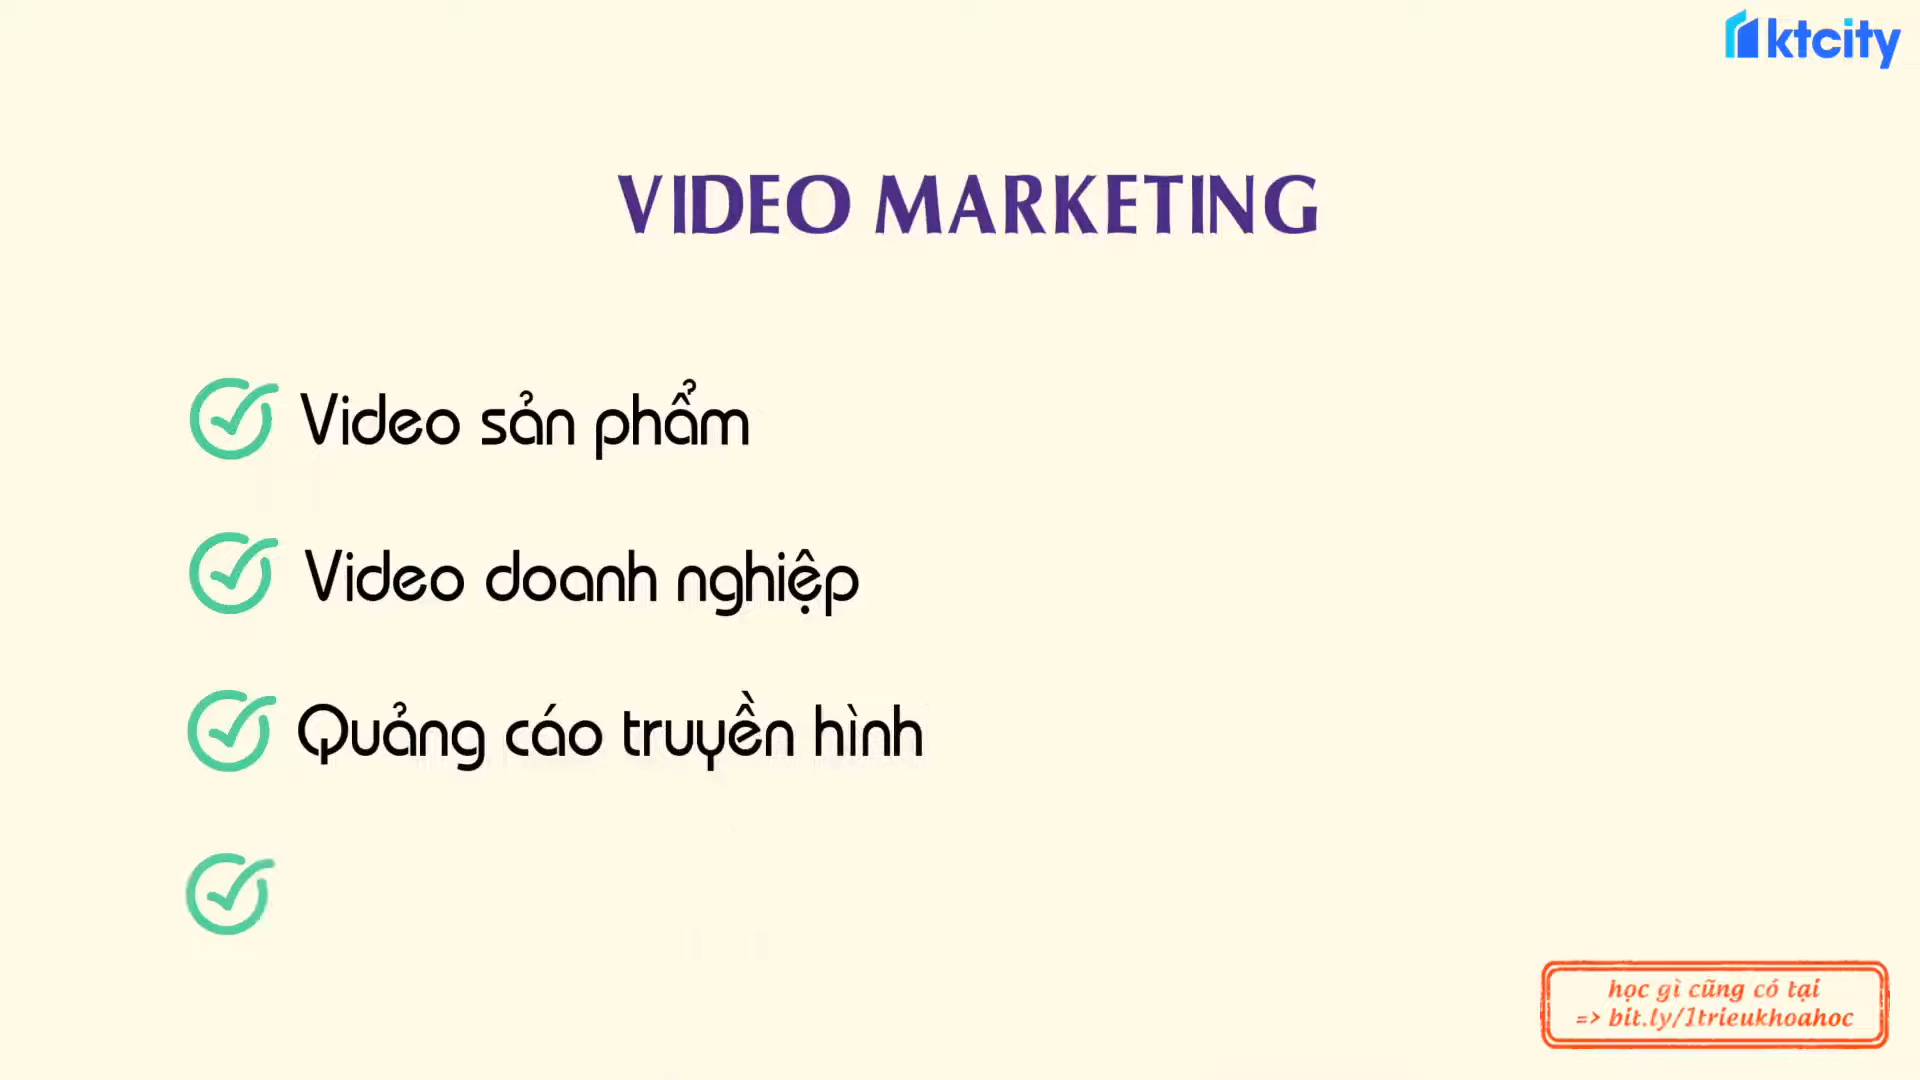 ktcity
VIDEO MARKETING
Video sản phẩm
Video doanh nghiệp
Quảng cáo truyền hình
học gì cũng có tại
=> bit.ly/1trieukhoahoc